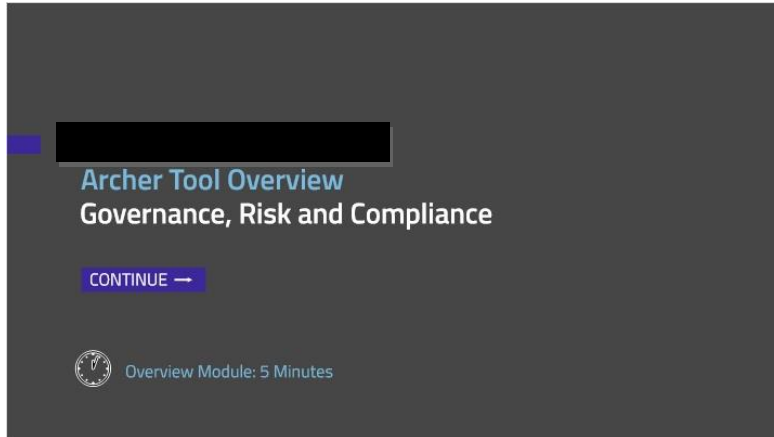 Archer Tool Overview
Governance, Risk and Compliance
CONTINUE →
Overview Module: 5 Minutes